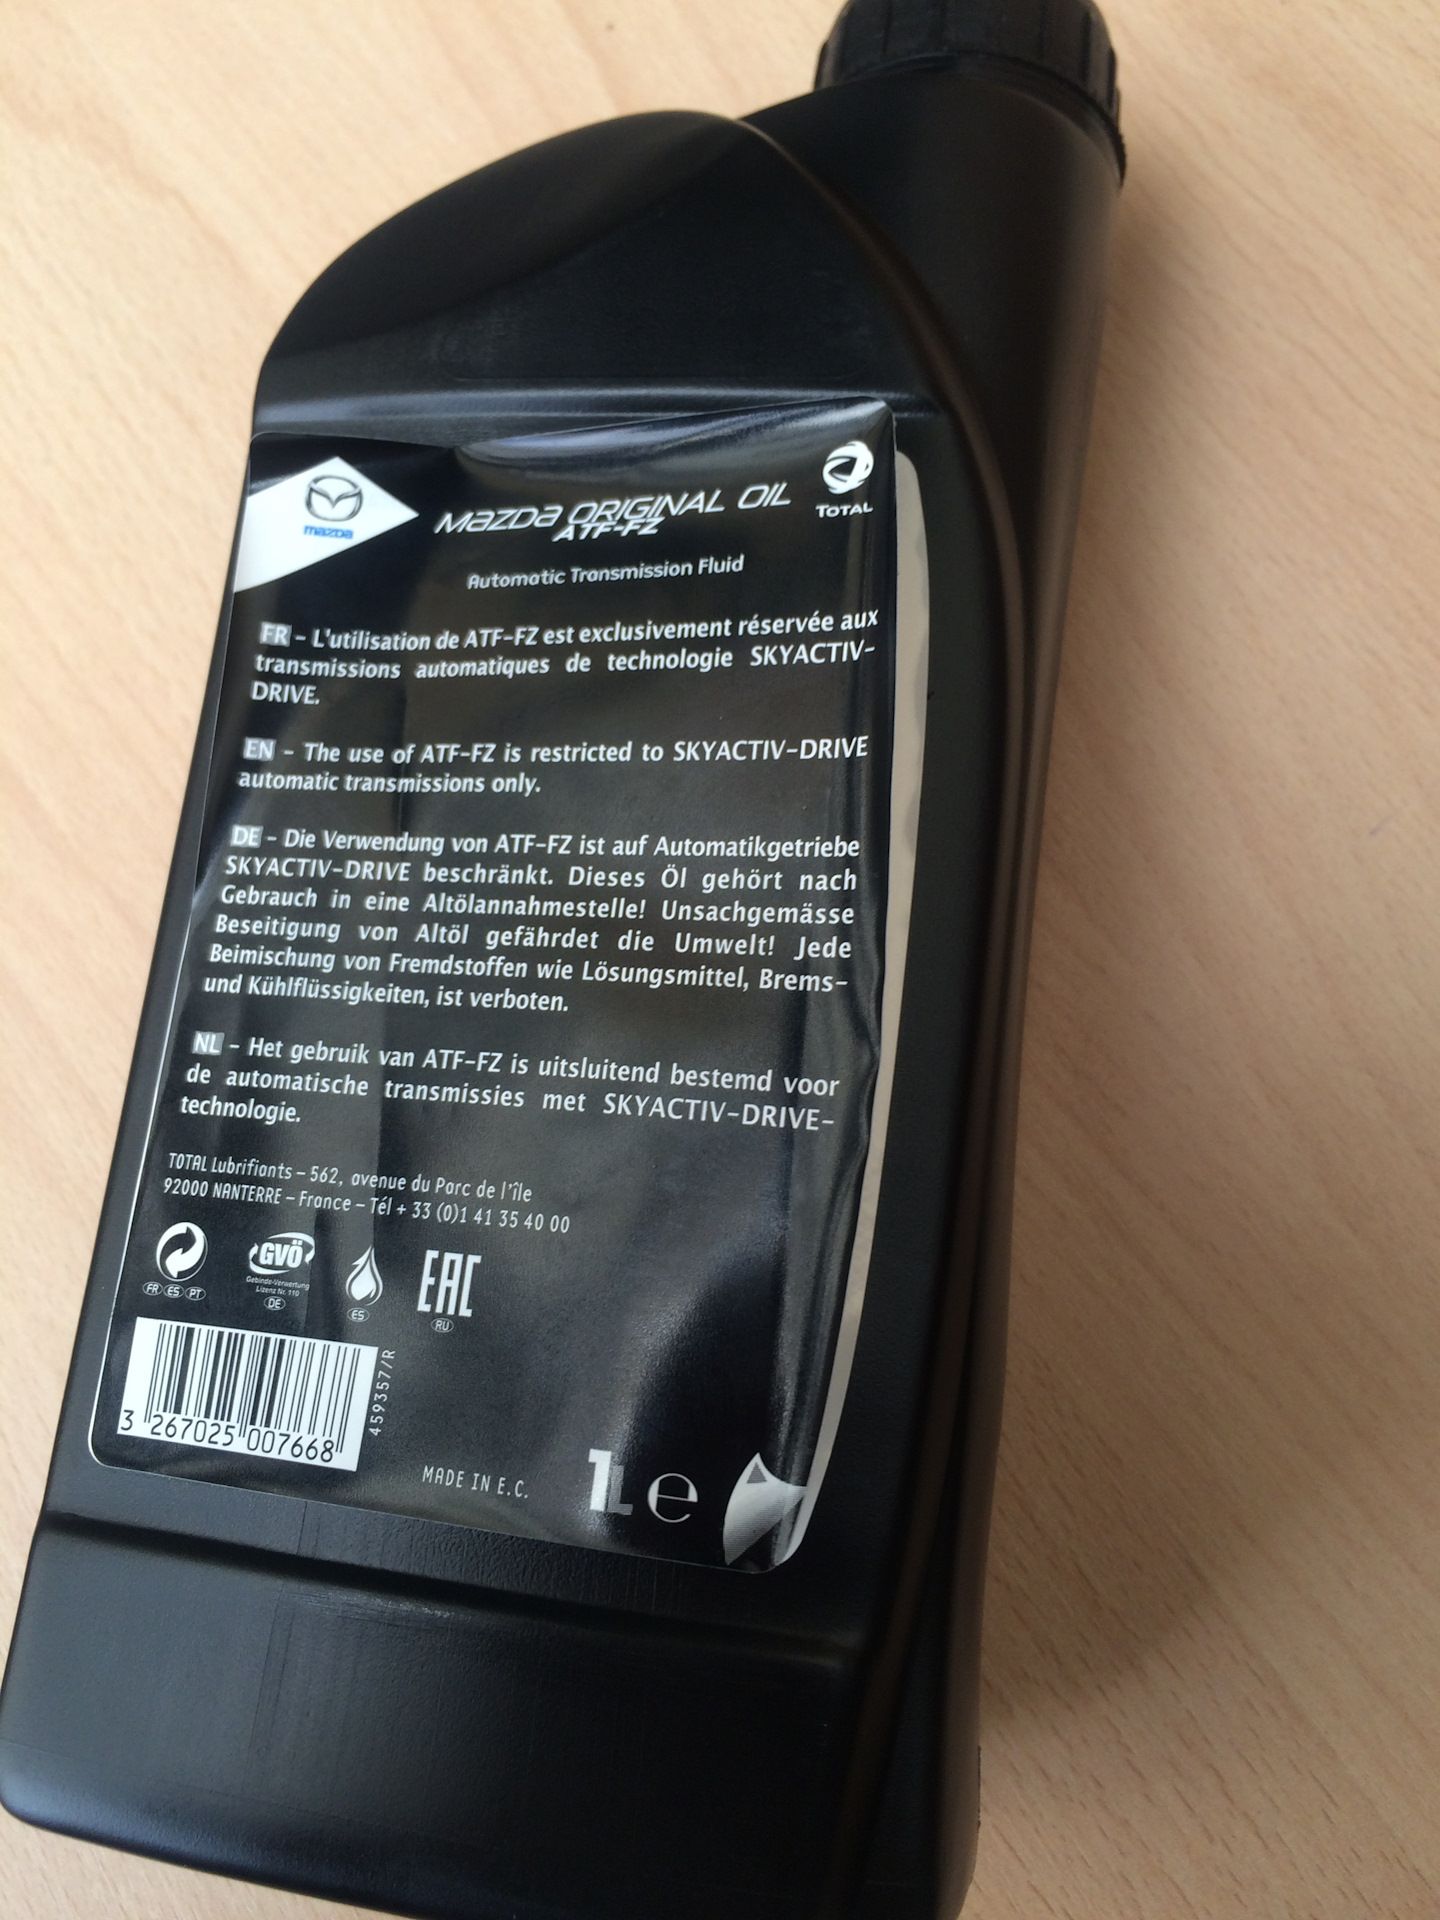 mazda
MAZDA ORIGINAL OIL
ATF-FZ
TOTAL
Automatic Transmission Fluid
FR - L'utilisation de ATF-FZ est exclusivement réservée aux
transmissions automatiques de technologie SKYACTIV-
DRIVE.
EN - The use of ATF-FZ is restricted to SKYACTIV-DRIVE
automatic transmissions only.
DE - Die Verwendung von ATF-FZ ist auf Automatikgetriebe
SKYACTIV-DRIVE beschränkt. Dieses Öl gehört nach
Gebrauch in eine Altölannahmestelle! Unsachgemässe
Beseitigung von Altöl gefährdet die Umwelt! Jede
Beimischung von Fremdstoffen wie Lösungsmittel, Brems-
und Kühlflüssigkeiten, ist verboten.
NL - Het gebruik van ATF-FZ is uitsluitend bestemd voor
de automatische transmissies met SKYACTIV-DRIVE-
technologie.
TOTAL Lubrifiants – 562, avenue du Parc de l'île
92000 NANTERRE – France – Tél + 33 (0)1 41 35 40 00
GVÖ
Gebinde-Verwertung
Lizenz Nr. 110
EAC
FR ES PT
DE
ES
RU
459357/R
3 267025 007668
MADE IN E.C.
1L e